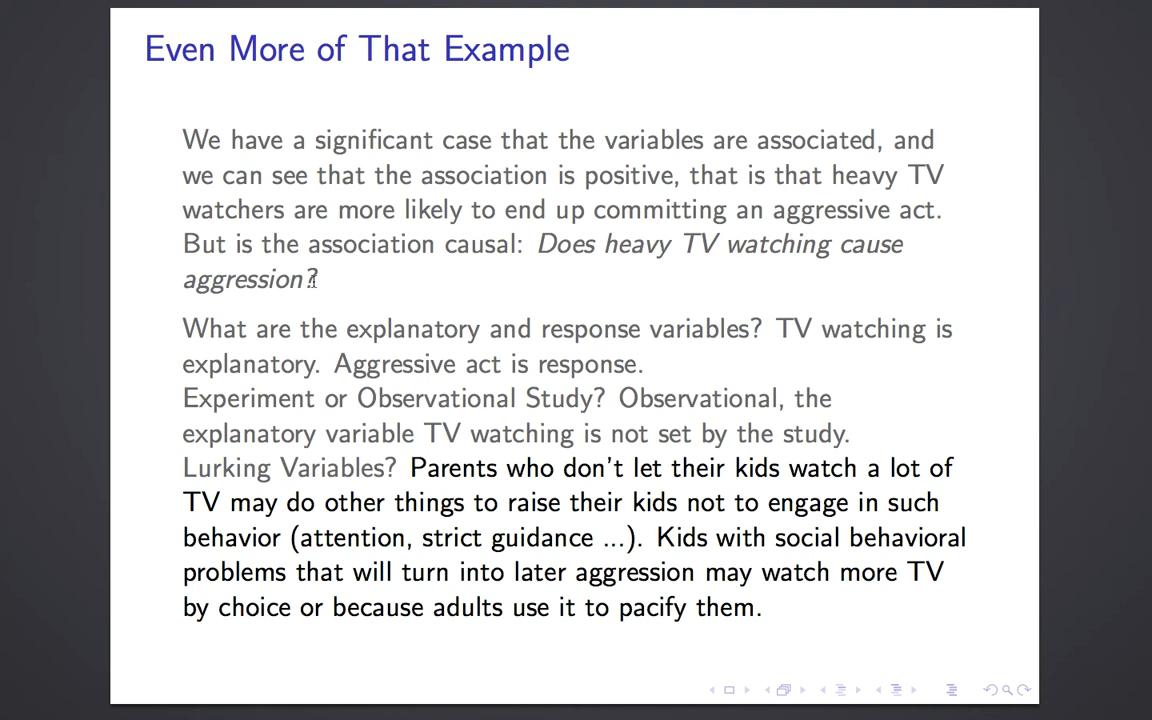 Even More of That Example
We have a significant case that the variables are associated, and
we can see that the association is positive, that is that heavy TV
watchers are more likely to end up committing an aggressive act.
But is the association causal: Does heavy TV watching cause
aggression?
What are the explanatory and response variables? TV watching is
explanatory. Aggressive act is response.
Experiment or Observational Study? Observational, the
explanatory variable TV watching is not set by the study.
Lurking Variables? Parents who don't let their kids watch a lot of
TV may do other things to raise their kids not to engage in such
behavior (attention, strict guidance ...). Kids with social behavioral
problems that will turn into later aggression may watch more TV
by choice or because adults use it to pacify them.